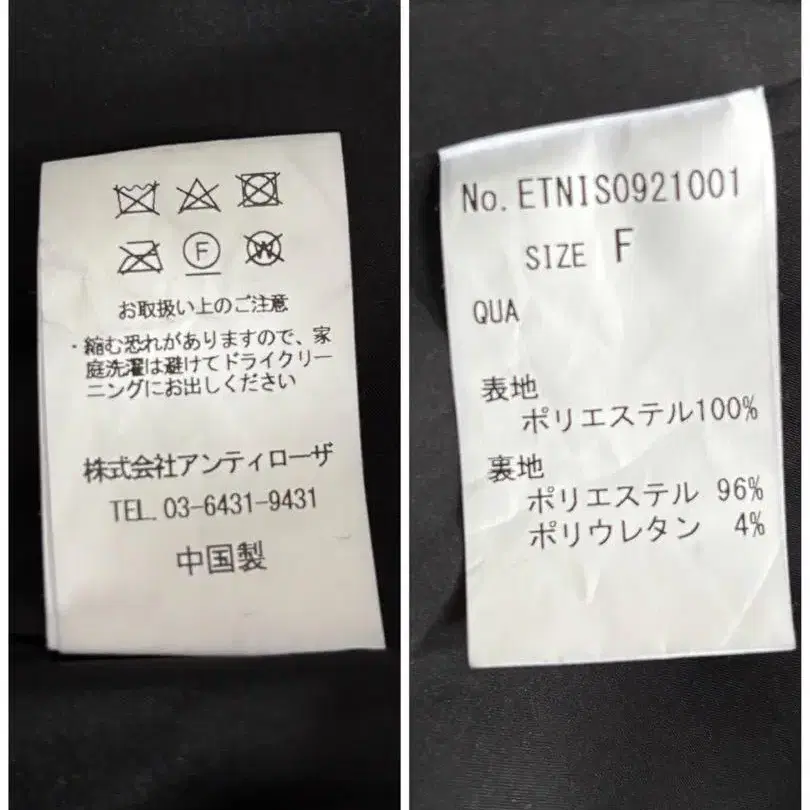 F
W
お取扱い上のご注意
・縮む恐れがありますので、家
庭洗濯は避けてドライクリー
ニングにお出しください
株式会社アンティローザ
TEL. 03-6431-9431
中国製
No. ETNIS0921001
SIZE F
QUA
表地
ポリエステル100%
裏地
ポリエステル 96%
ポリウレタン 4%